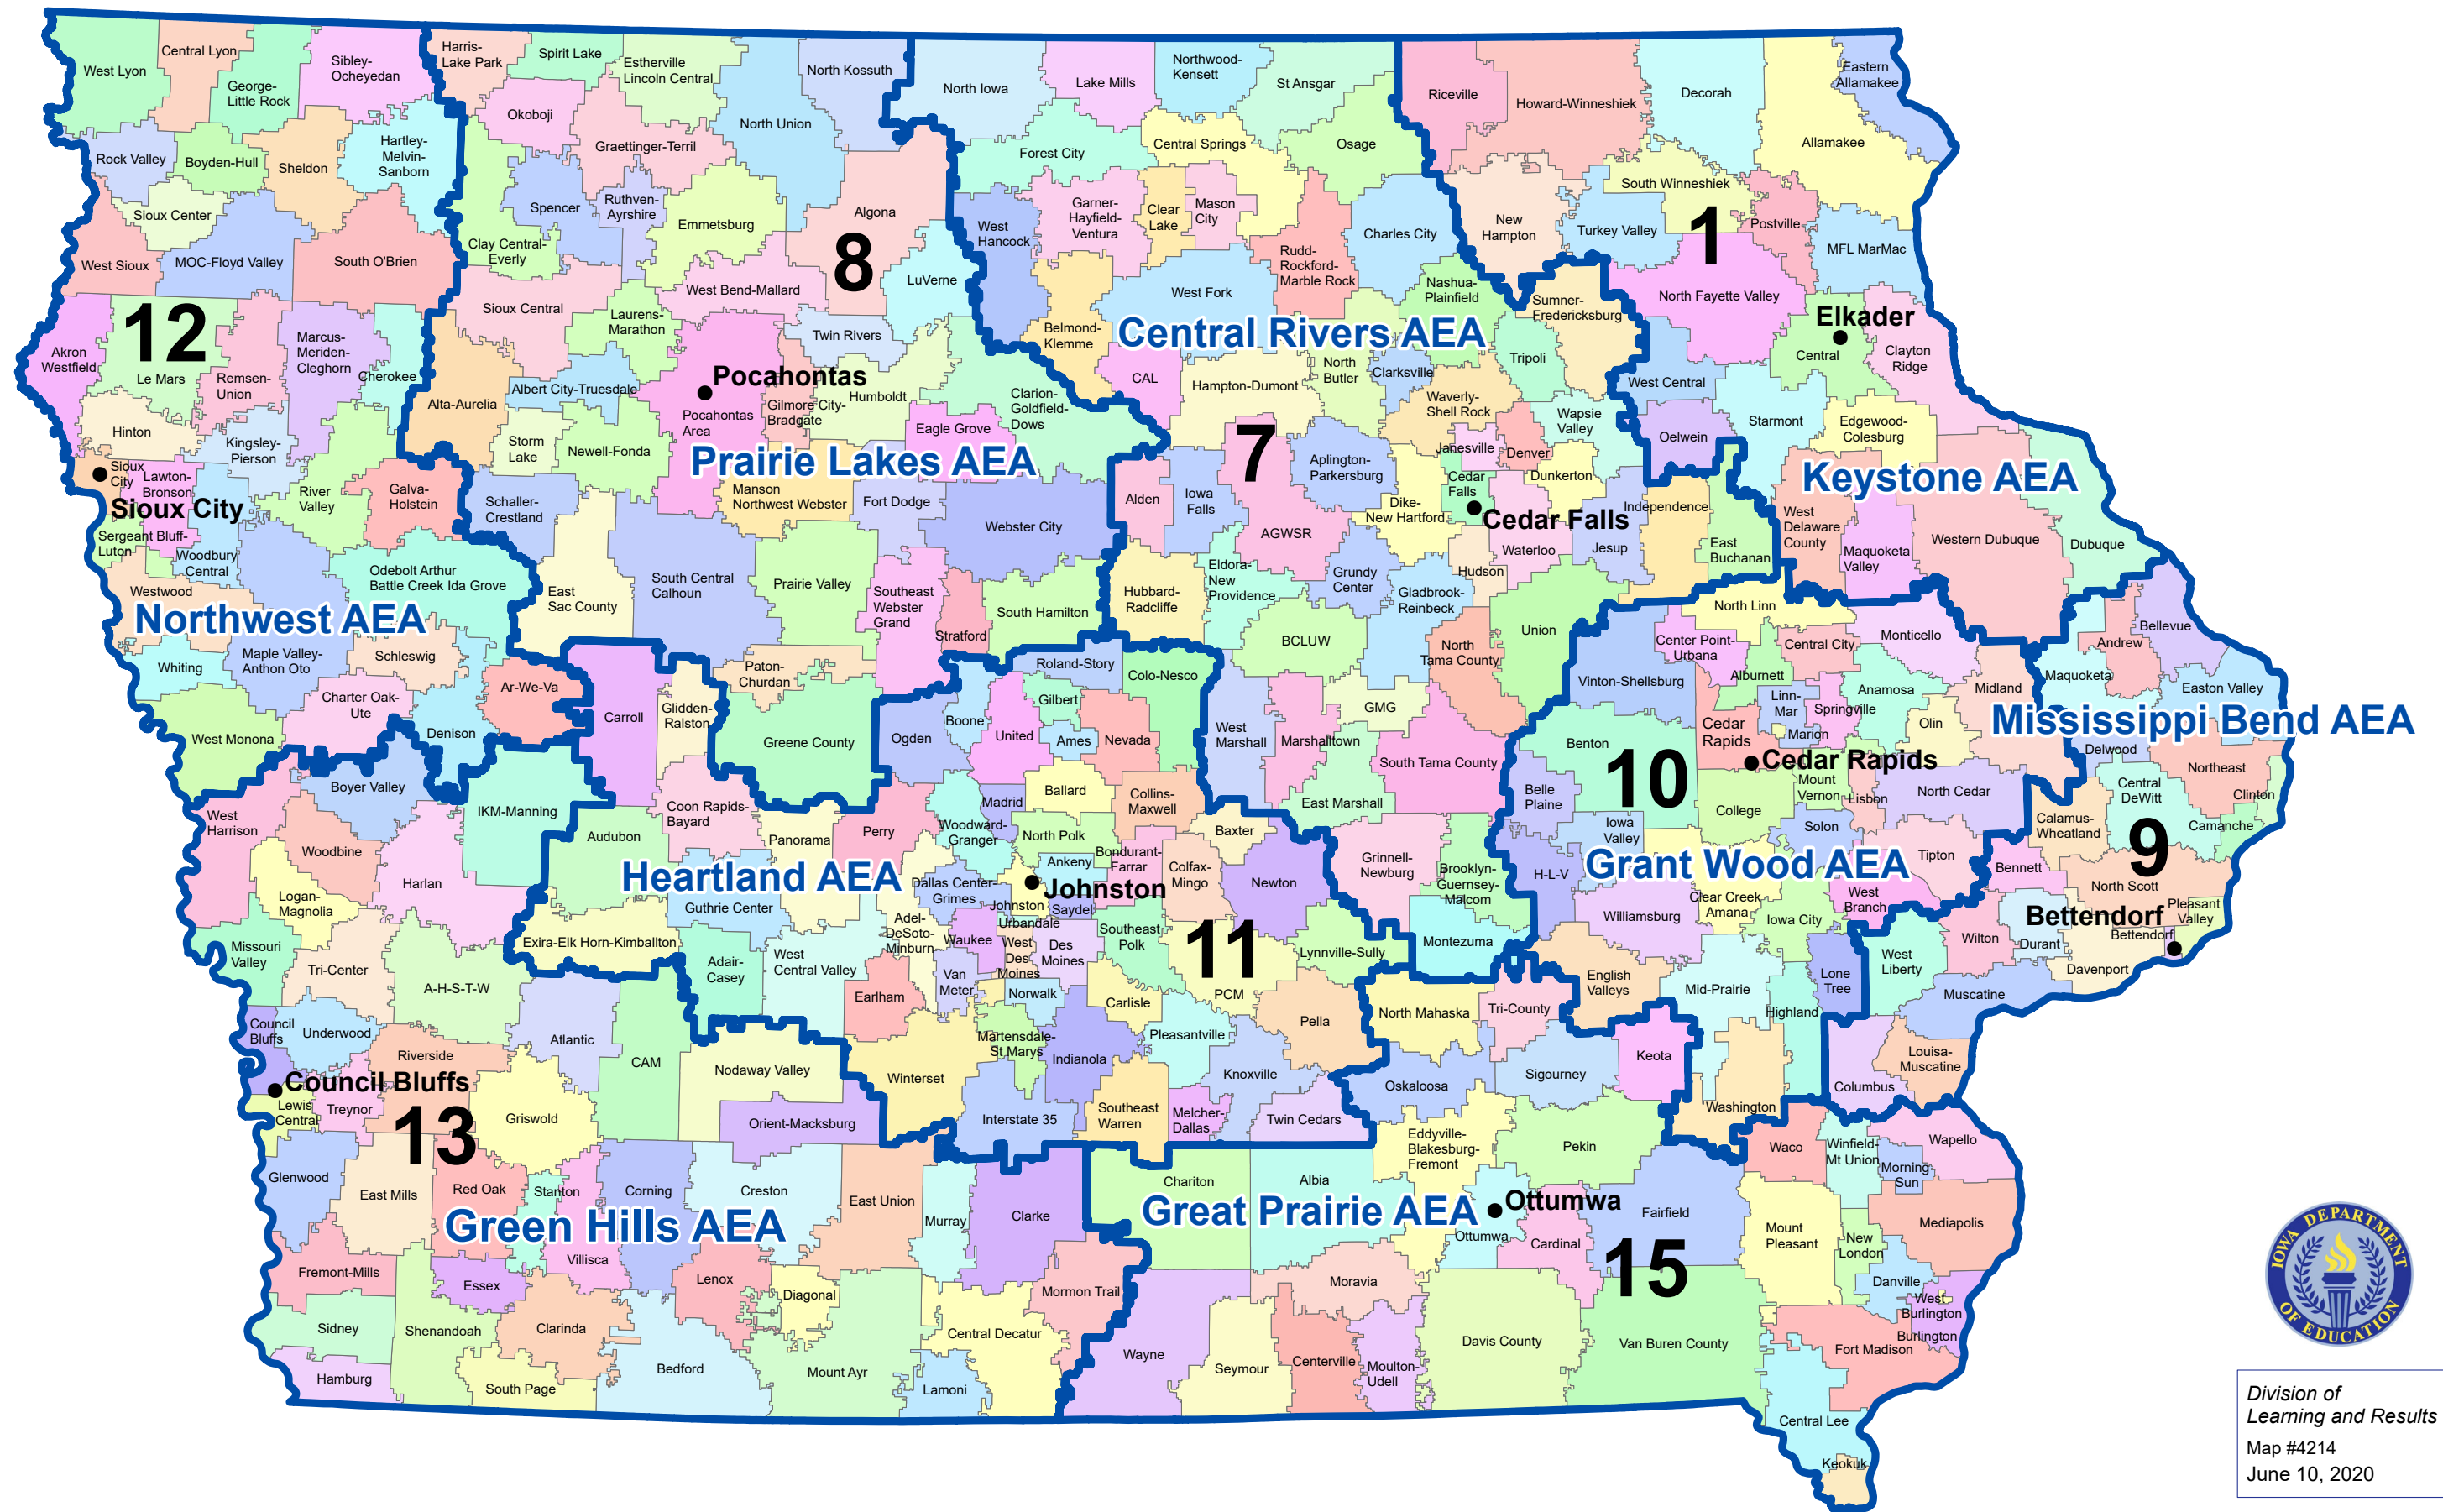 West Lyon
Central Lyon
George-
Little Rock
Sibley-
Ocheyedan
Harris-
Lake Park
Spirit Lake
Estherville
Lincoln Central
North Kossuth
North Iowa
Lake Mills
Northwood-
Kensett
St Ansgar
Riceville
Howard-Winneshiek
Decorah
Eastern
Allamakee
Allamakee
Okoboji
North Union
Graettinger-Terril
Rock Valley
Boyden-Hull
Sheldon
Hartley-
Melvin-
Sanborn
Forest City
Central Springs
Osage
Sioux Center
Spencer
Ruthven-
Ayrshire
Emmetsburg
Algona
8
West
Hancock
Garner-
Hayfield-
Ventura
Clear
Lake
Mason
City
Charles City
New
Hampton
South Winneshiek
Turkey Valley
1
Postville
MFL MarMac
West Sioux
MOC-Floyd Valley
South O'Brien
Clay Central-
Everly
LuVerne
Rudd-
Rockford-
Marble Rock
12
Akron
Westfield
Le Mars
Remsen-
Union
Marcus-
Meriden-
Cleghorn
Cherokee
Sioux Central
Laurens-
Marathon
West Bend-Mallard
Twin Rivers
Belmond-
Klemme
West Fork
Nashua-
Plainfield
Sumner-
Fredericksburg
North Fayette Valley
Central Rivers AEA
Elkader
Central
Clayton
Ridge
Alta-Aurelia
Albert City-Truesdale
Pocahontas
Pocahontas
Area
Gilmore City-
Bradgate
Humboldt
Clarion-
Goldfield-
Dows
Eagle Grove
CAL
Hampton-Dumont
North
Butler
Clarksville
Tripoli
West Central
Waverly-
Shell Rock
Wapsie
Valley
Oelwein
Starmont
Edgewood-
Colesburg
Hinton
Kingsley-
Pierson
Storm
Lake
Newell-Fonda
Prairie Lakes AEA
7
Aplington-
Parkersburg
Janesville
Denver
Dunkerton
Keystone AEA
Sioux
City
Lawton-
Bronson
Sioux City
River
Valley
Galva-
Holstein
Schaller-
Crestland
Manson
Northwest Webster
Fort Dodge
Webster City
Alden
Iowa
Falls
Dike-
New Hartford
Cedar
Falls
Cedar Falls
Independence
West
Delaware
County
Sergeant Bluff-
Luton
Woodbury
Central
AGWSR
Waterloo
Jesup
East
Buchanan
Maquoketa
Valley
Western Dubuque
Dubuque
Westwood
Odebolt Arthur
Battle Creek Ida Grove
East
Sac County
South Central
Calhoun
Prairie Valley
Southeast
Webster
Grand
Stratford
South Hamilton
Hubbard-
Radcliffe
Eldora-
New
Providence
Grundy
Center
Gladbrook-
Reinbeck
Hudson
Northwest AEA
Whiting
Maple Valley-
Anthon Oto
Schleswig
Ar-We-Va
Paton-
Churdan
Roland-Story
Colo-Nesco
BCLUW
North
Tama County
Union
Center Point-
Urbana
North Linn
Central City
Monticello
Andrew
Bellevue
Charter Oak-
Ute
West Monona
Denison
Carroll
Glidden-
Ralston
Greene County
Ogden
Boone
Gilbert
United
Ames
Nevada
West
Marshall
Marshalltown
GMG
South Tama County
Vinton-Shellsburg
Alburnett
Linn-
Mar
Marion
Springville
Anamosa
Olin
Midland
Maquoketa
Easton Valley
Mississippi Bend AEA
Benton
10
Cedar
Rapids
Cedar Rapids
Delwood
Boyer Valley
IKM-Manning
West
Harrison
Woodbine
Harlan
Audubon
Coon Rapids-
Bayard
Panorama
Perry
Woodward-
Granger
Madrid
Ballard
Collins-
Maxwell
North Polk
East Marshall
Belle
Plaine
College
Mount
Vernon
Lisbon
North Cedar
Central
DeWitt
Northeast
Clinton
Camanche
Calamus-
Wheatland
9
Iowa
Valley
Solon
Heartland AEA
Ankeny
Bondurant-
Farrar
Baxter
Colfax-
Mingo
Newton
Grinnell-
Newburg
Brooklyn-
Guernsey-
Malcom
H-L-V
Grant Wood AEA
Tipton
Bennett
North Scott
Logan-
Magnolia
Guthrie Center
Dallas Center-
Grimes
Johnston
Johnston
Saydel
Urbandale
Williamsburg
Clear Creek
Amana
Iowa City
West
Branch
Bettendorf
Pleasant
Valley
Bettendorf
Missouri
Valley
Tri-Center
A-H-S-T-W
Exira-Elk Horn-Kimballton
Adair-
Casey
West
Central Valley
Adel-
DeSoto-
Minburn
Waukee
West
Des
Moines
Des
Moines
Southeast
Polk
11
PCM
Lynnville-Sully
Montezuma
Wilton
Durant
Davenport
Van
Meter
Earlham
Norwalk
Carlisle
Pella
North Mahaska
Tri-County
English
Valleys
Mid-Prairie
Highland
Lone
Tree
West
Liberty
Muscatine
Council
Bluffs
Underwood
Riverside
Atlantic
CAM
Nodaway Valley
Winterset
Martensdale-
St Marys
Indianola
Pleasantville
Knoxville
Oskaloosa
Sigourney
Keota
Washington
Columbus
Louisa-
Muscatine
Council Bluffs
Lewis
Central
Treynor
13
Griswold
Orient-Macksburg
Interstate 35
Southeast
Warren
Melcher-
Dallas
Twin Cedars
Eddyville-
Blakesburg-
Fremont
Pekin
Waco
Winfield-
Mt Union
Wapello
Morning
Sun
Glenwood
East Mills
Red Oak
Stanton
Corning
Creston
East Union
Murray
Clarke
Chariton
Albia
Great Prairie AEA
Ottumwa
Ottumwa
Cardinal
Fairfield
Mount
Pleasant
Mediapolis
New
London
Green Hills AEA
15
Fremont-Mills
Essex
Villisca
Lenox
Diagonal
Mormon Trail
Moravia
Danville
West
Burlington
Burlington
Sidney
Shenandoah
Clarinda
Central Decatur
Wayne
Seymour
Centerville
Moulton-
Udell
Davis County
Van Buren County
Fort Madison
Hamburg
South Page
Bedford
Mount Ayr
Lamoni
Central Lee
Keokuk
IOWA DEPARTMENT
OF EDUCATION
Division of
Learning and Results
Map #4214
June 10, 2020